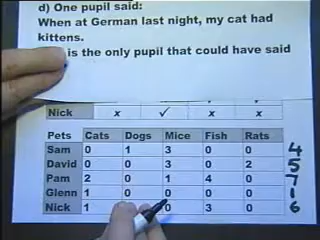 d) One pupil said:
When at German last night, my cat had
kittens.
is the only pupil that could have said
Nick x ✓ x x
Pets Cats Dogs Mice Fish Rats
Sam 0 1 3 0 0 4
David 0 0 3 0 2 5
Pam 2 0 1 4 0 7
Glenn 1 0 0 0 0 1
Nick 1 0 3 0 6